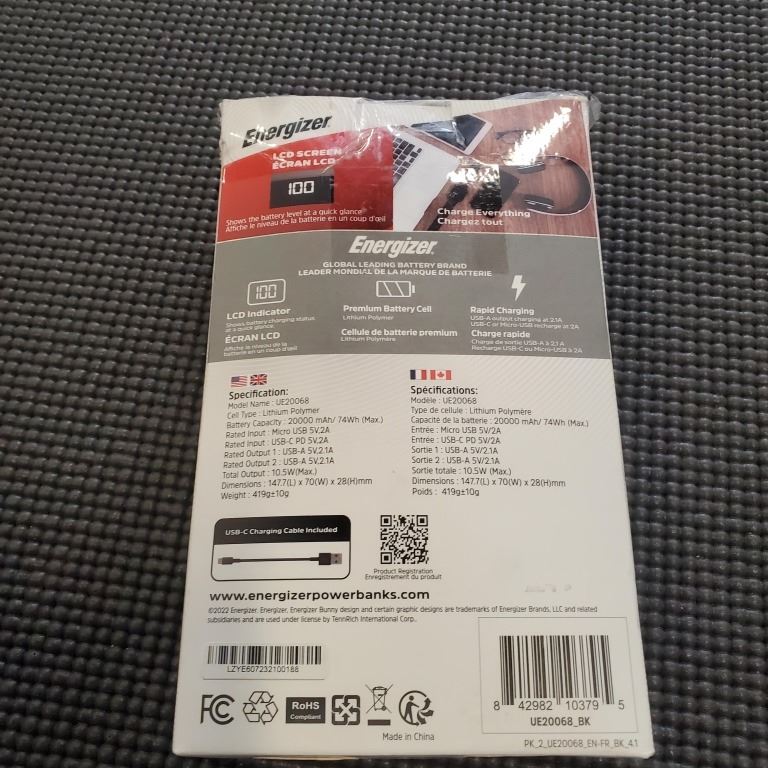 Energizer
LCD SCREEN
ÉCRAN LCD
100
Shows the battery level at a quick glance
Affiche le niveau de la batterie en un coup d'œil
Charge Everything
Chargez tout
Energizer
GLOBAL LEADING BATTERY BRAND
LEADER MONDIAL DE LA MARQUE DE BATTERIE
100
LCD Indicator
Shows battery charging status
at a quick glance.
ÉCRAN LCD
Affiche le niveau de la
batterie en un coup d'œil
Premium Battery Cell
Lithium Polymer
Cellule de batterie premium
Lithium Polymère
Rapid Charging
USB-A output charging at 2.1A
USB-C or Micro-USB recharge at 2A
Charge rapide
Charge de sortie USB-A à 2,1 A
Recharge USB-C ou Micro-USB à 2A
Specification:
Model Name : UE20068
Cell Type : Lithium Polymer
Battery Capacity : 20000 mAh/ 74Wh (Max.)
Rated Input : Micro USB 5V,2A
Rated Input : USB-C PD 5V,2A
Rated Output 1 : USB-A 5V,2.1A
Rated Output 2 : USB-A 5V,2.1A
Total Output : 10.5W(Max.)
Dimensions : 147.7(L) x 70(W) x 28(H)mm
Weight : 419g±10g
Spécifications:
Modèle : UE20068
Type de cellule : Lithium Polymère
Capacité de la batterie : 20000 mAh/ 74Wh (Max.)
Entrée : Micro USB 5V/2A
Entrée : USB-C PD 5V/2A
Sortie 1 : USB-A 5V/2.1A
Sortie 2 : USB-A 5V/2.1A
Sortie totale : 10.5W (Max.)
Dimensions : 147.7(L) x 70(W) x 28(H)mm
Poids : 419g±10g
USB-C Charging Cable Included
Product Registration
Enregistrement du produit
www.energizerpowerbanks.com
©2022 Energizer. Energizer, Energizer Bunny design and certain graphic designs are trademarks of Energizer Brands, LLC and related
subsidiaries and are used under license by TennRich International Corp..
LZYE607232100188
FC
RoHS
Compliant
Made in China
8 42982 10379 5
UE20068_BK
PK_2_UE20068_EN-FR_BK_4.1